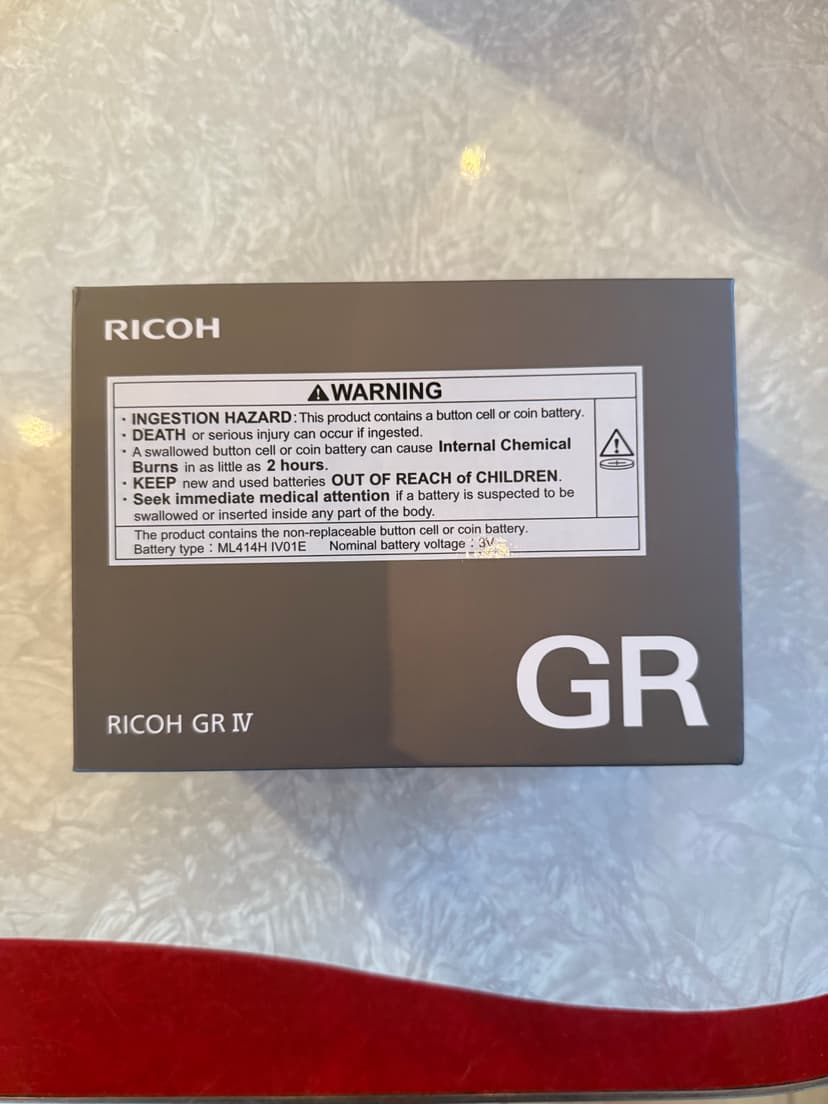 RICOH
⚠WARNING
· INGESTION HAZARD: This product contains a button cell or coin battery.
· DEATH or serious injury can occur if ingested.
· A swallowed button cell or coin battery can cause Internal Chemical
Burns in as little as 2 hours.
· KEEP new and used batteries OUT OF REACH of CHILDREN.
· Seek immediate medical attention if a battery is suspected to be
swallowed or inserted inside any part of the body.
The product contains the non-replaceable button cell or coin battery.
Battery type : ML414H IV01E Nominal battery voltage : 3V
GR
RICOH GR IV